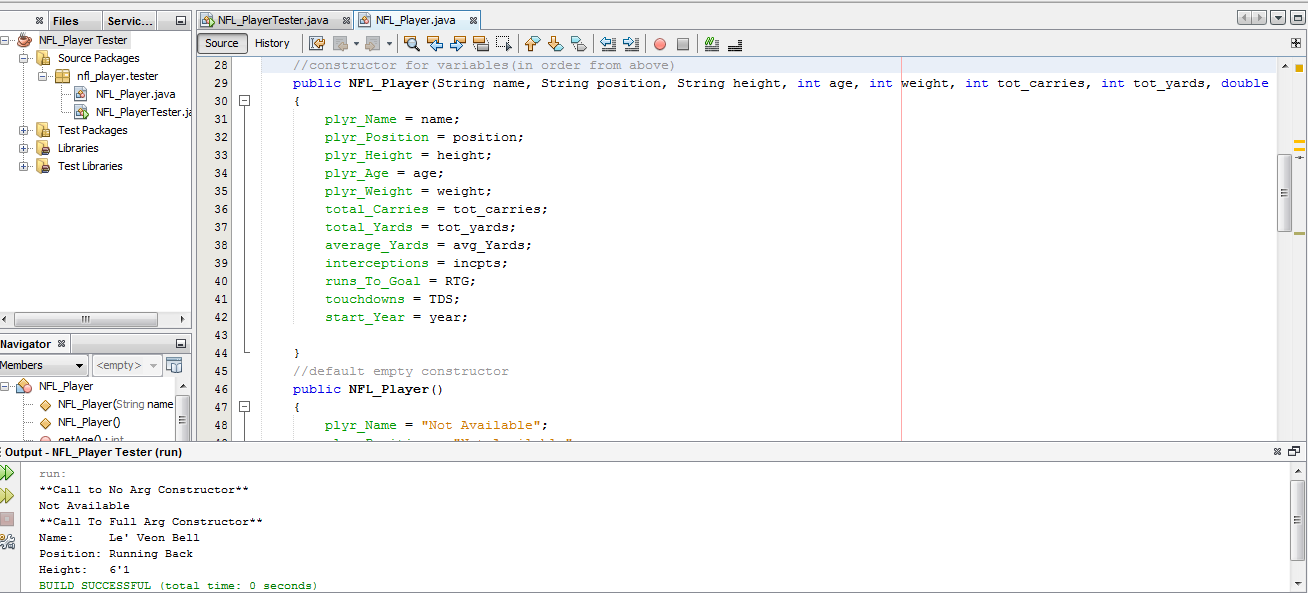 Files Servic...
NFL_Player Tester
Source Packages
nfl_player.tester
NFL_Player.java
NFL_PlayerTester.ja
Test Packages
Libraries
Test Libraries
Navigator
Members <empty>
NFL_Player
NFL_Player(String name
NFL_Player()
getAge() : int
NFL_PlayerTester.java NFL_Player.java
Source History
28 //constructor for variables(in order from above)
29 public NFL_Player(String name, String position, String height, int age, int weight, int tot_carries, int tot_yards, double
30 {
31 plyr_Name = name;
32 plyr_Position = position;
33 plyr_Height = height;
34 plyr_Age = age;
35 plyr_Weight = weight;
36 total_Carries = tot_carries;
37 total_Yards = tot_yards;
38 average_Yards = avg_Yards;
39 interceptions = incpts;
40 runs_To_Goal = RTG;
41 touchdowns = TDS;
42 start_Year = year;
43
44 }
45 //default empty constructor
46 public NFL_Player()
47 {
48 plyr_Name = "Not Available";
Output - NFL_Player Tester (run)
run:
**Call to No Arg Constructor**
Not Available
**Call To Full Arg Constructor**
Name: Le' Veon Bell
Position: Running Back
Height: 6'1
BUILD SUCCESSFUL (total time: 0 seconds)